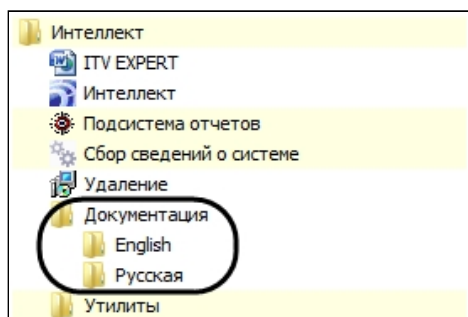 Интеллект
ITV EXPERT
Интеллект
Подсистема отчетов
Сбор сведений о системе
Удаление
Документация
English
Русская
Утилиты